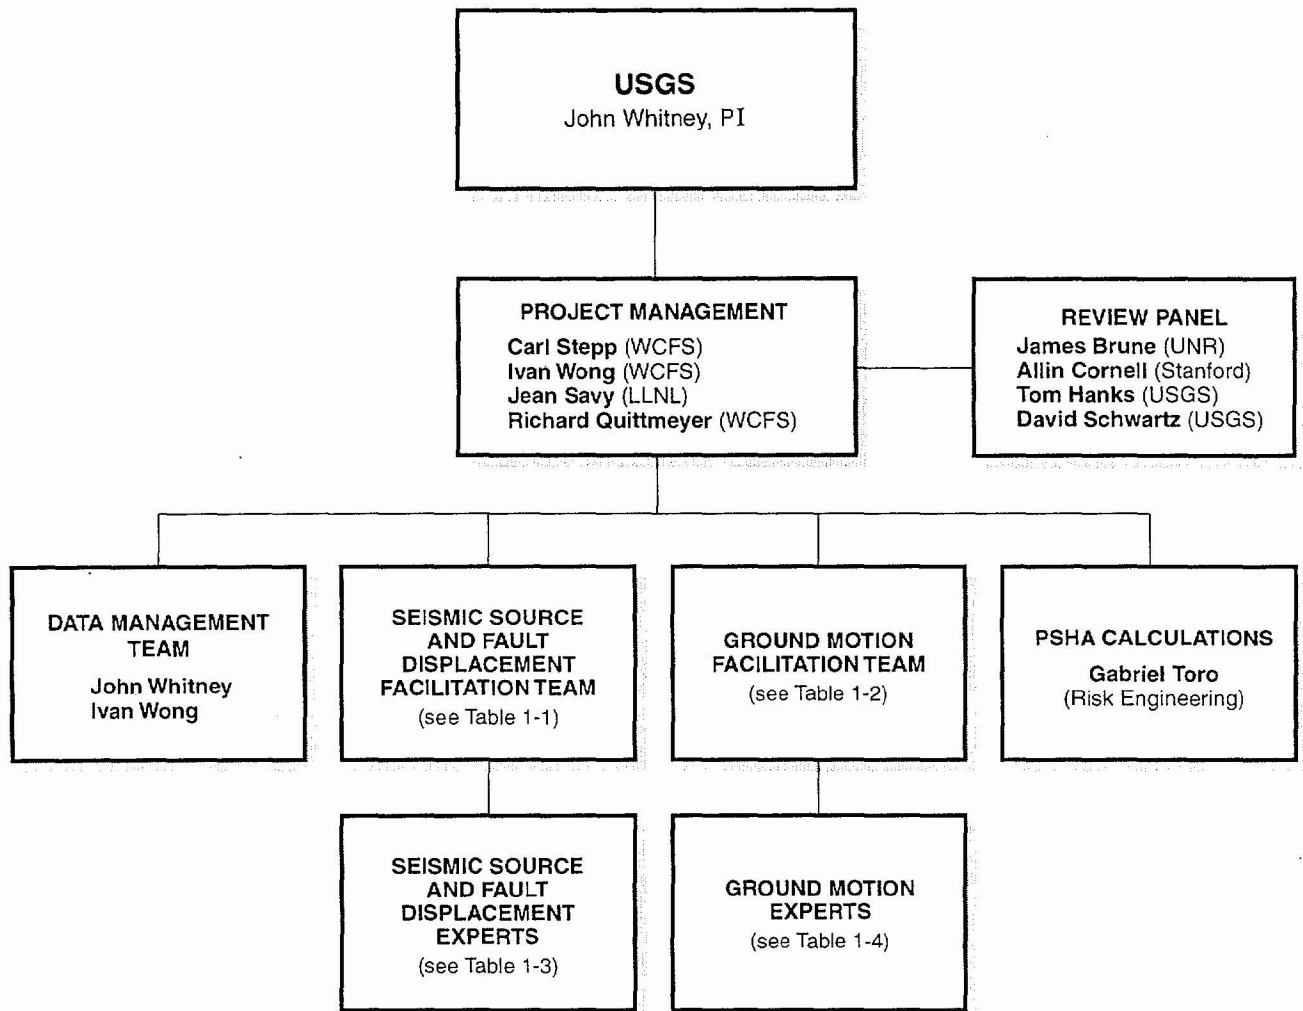 USGS
John Whitney, PI
PROJECT MANAGEMENT
Carl Stepp (WCFS)
Ivan Wong (WCFS)
Jean Savy (LLNL)
Richard Quittmeyer (WCFS)
REVIEW PANEL
James Brune (UNR)
Allin Cornell (Stanford)
Tom Hanks (USGS)
David Schwartz (USGS)
DATA MANAGEMENT
TEAM
John Whitney
Ivan Wong
SEISMIC SOURCE
AND FAULT
DISPLACEMENT
FACILITATION TEAM
(see Table 1-1)
GROUND MOTION
FACILITATION TEAM
(see Table 1-2)
PSHA CALCULATIONS
Gabriel Toro
(Risk Engineering)
SEISMIC SOURCE
AND FAULT
DISPLACEMENT
EXPERTS
(see Table 1-3)
GROUND MOTION
EXPERTS
(see Table 1-4)